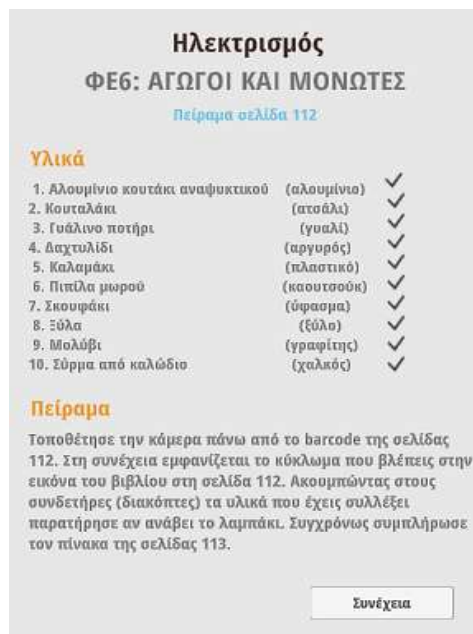 Ηλεκτρισμός
ΦΕ6: ΑΓΩΓΟΙ ΚΑΙ ΜΟΝΩΤΕΣ
Πείραμα σελίδα 112
Υλικά
1. Αλουμίνιο κουτάκι αναψυκτικού (αλουμίνιο) ✓
2. Κουταλάκι (ατσάλι) ✓
3. Γυάλινο ποτήρι (γυαλί) ✓
4. Δαχτυλίδι (αργυρός) ✓
5. Καλαμάκι (πλαστικό) ✓
6. Πιπίλα μωρού (καουτσούκ) ✓
7. Σκουφάκι (ύφασμα) ✓
8. Ξύλα (ξύλο) ✓
9. Μολύβι (γραφίτης) ✓
10. Σύρμα από καλώδιο (χαλκός) ✓
Πείραμα
Τοποθέτησε την κάμερα πάνω από το barcode της σελίδας
112. Στη συνέχεια εμφανίζεται το κύκλωμα που βλέπεις στην
εικόνα του βιβλίου στη σελίδα 112. Ακουμπώντας στους
συνδετήρες (διακόπτες) τα υλικά που έχεις συλλέξει
παρατήρησε αν ανάβει το λαμπάκι. Συγχρόνως συμπλήρωσε
τον πίνακα της σελίδας 113.
Συνέχεια